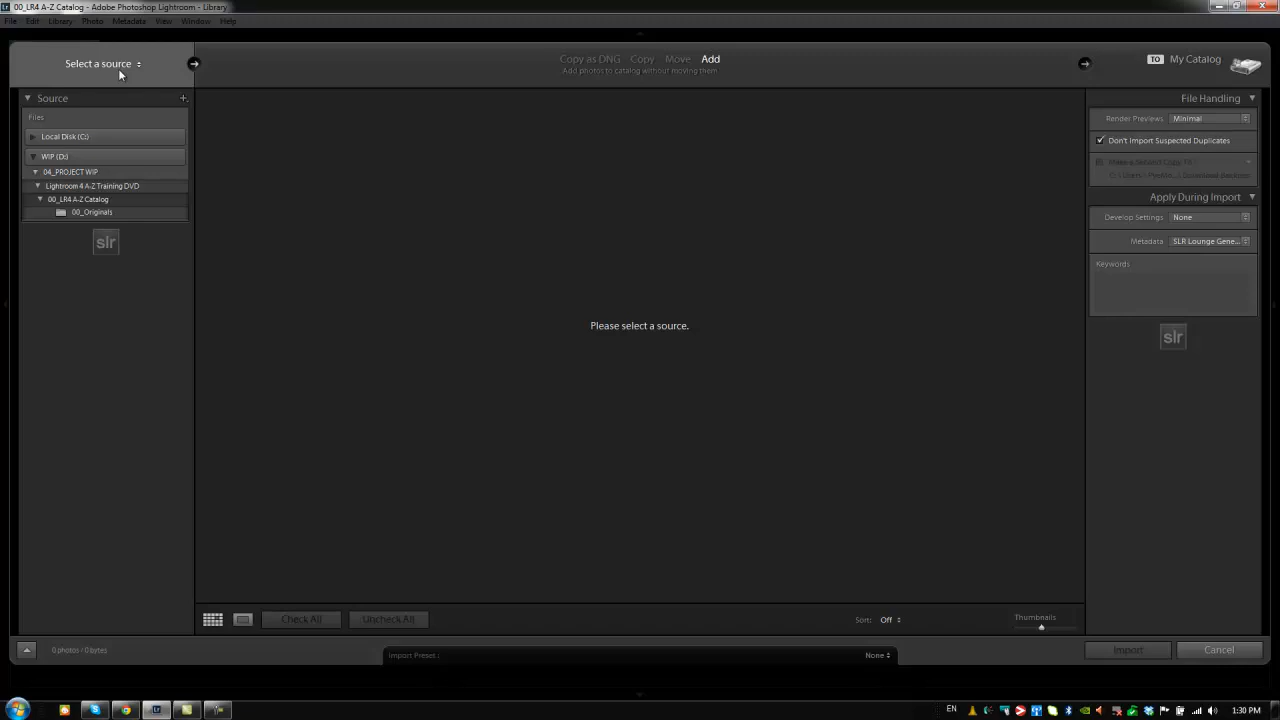 00_LR4 A-Z Catalog - Adobe Photoshop Lightroom - Library
File Edit Library Photo Metadata View Window Help
Select a source
Copy as DNG Copy Move Add
Add photos to catalog without moving them
TO My Catalog
Source +
Files
Local Disk (C:)
WIP (D:)
04_PROJECT WIP
Lightroom 4 A-Z Training DVD
00_LR4 A-Z Catalog
00_Originals
slr
Please select a source.
File Handling
Render Previews Minimal
Don't Import Suspected Duplicates
Make a Second Copy To:
Apply During Import
Develop Settings None
Metadata SLR Lounge Gene...
Keywords
slr
Check All Uncheck All
Sort: Off
Thumbnails
0 photos / 0 bytes
Import Preset: None
Import Cancel
EN 1:30 PM